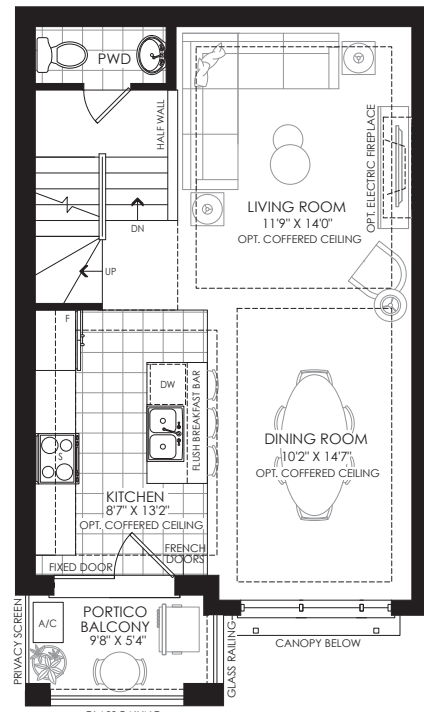 PWD
HALF WALL
OPT. ELECTRIC FIREPLACE
LIVING ROOM
11'9" X 14'0"
OPT. COFFERED CEILING
DN
UP
F
DW
FLUSH BREAKFAST BAR
S
DINING ROOM
10'2" X 14'7"
OPT. COFFERED CEILING
KITCHEN
8'7" X 13'2"
OPT. COFFERED CEILING
FRENCH
DOORS
FIXED DOOR
PRIVACY SCREEN
A/C
PORTICO
BALCONY
9'8" X 5'4"
GLASS RAILING
CANOPY BELOW